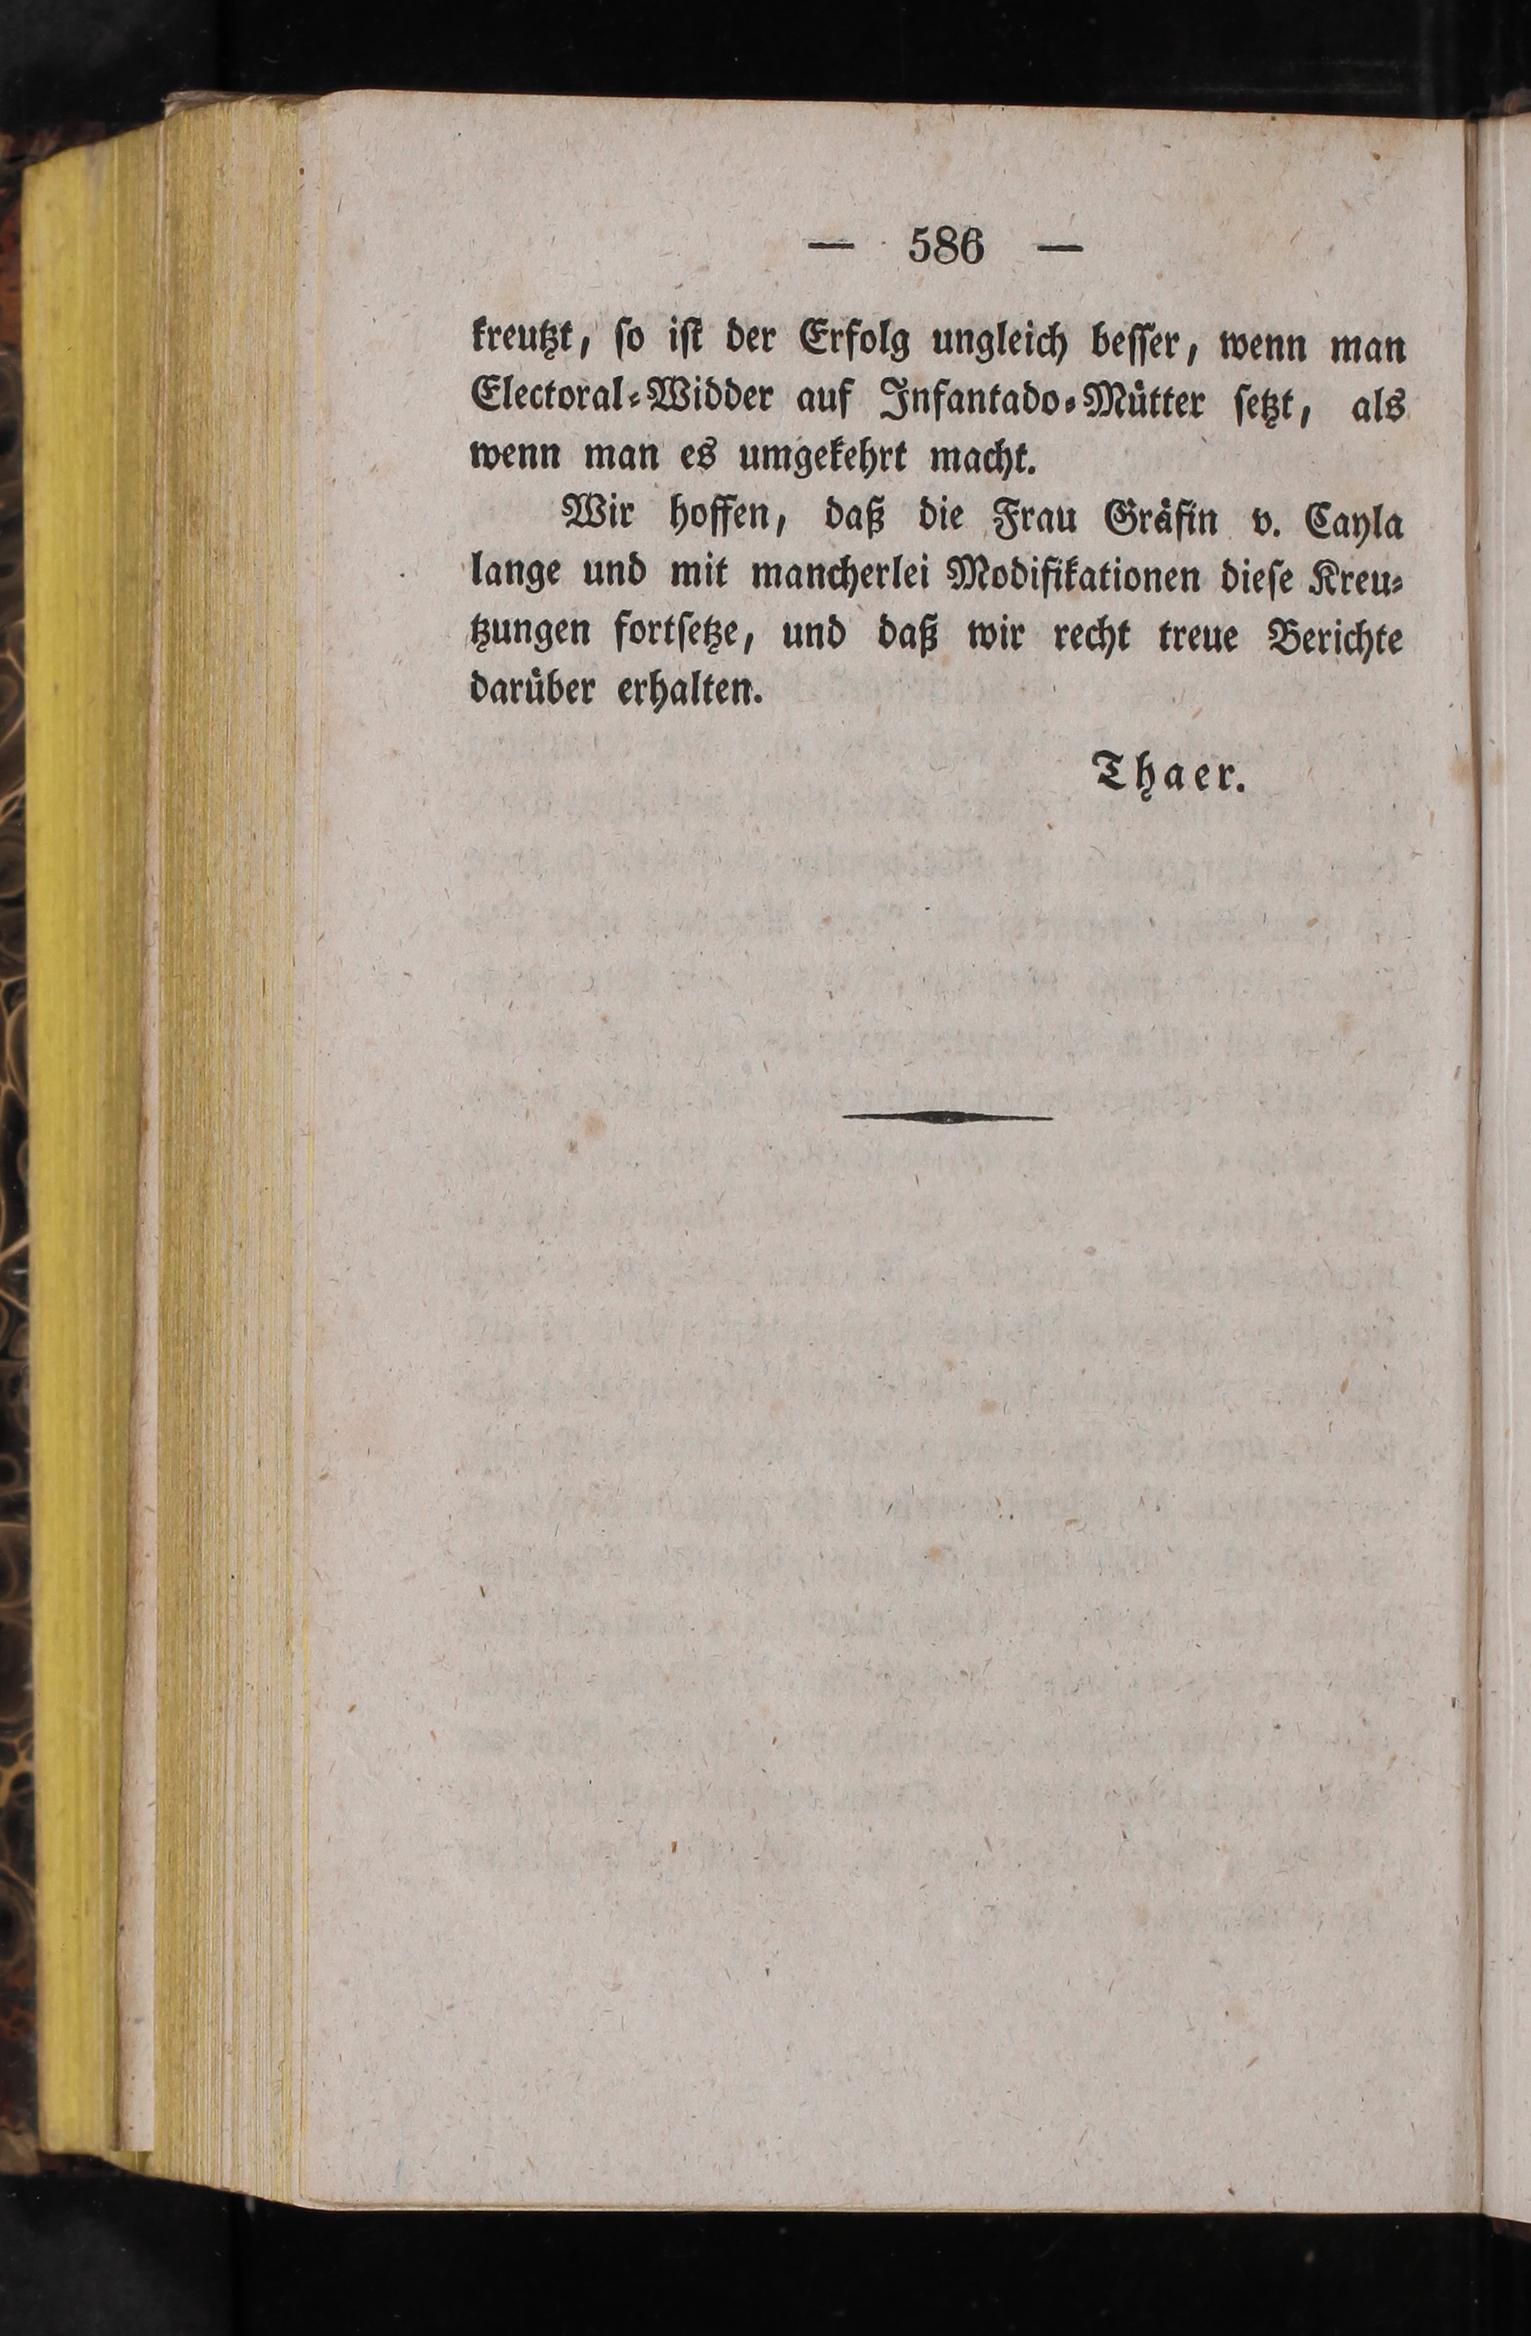 — 586 —
kreutzt, ſo iſt der Erfolg ungleich beſſer, wenn man
Electoral-Widder auf Infantado-Mütter ſetzt, als
wenn man es umgekehrt macht.
Wir hoffen, daß die Frau Gräfin v. Cayla
lange und mit mancherlei Modifikationen dieſe Kreu-
tzungen fortſetze, und daß wir recht treue Berichte
darüber erhalten.
Thaer.